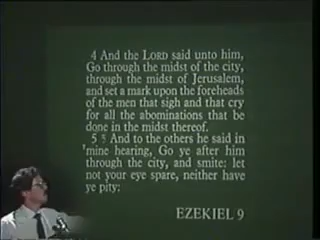 4 And the LORD said unto him,
Go through the midst of the city,
through the midst of Jerusalem,
and set a mark upon the foreheads
of the men that sigh and that cry
for all the abominations that be
done in the midst thereof.
5 And to the others he said in
mine hearing, Go ye after him
through the city, and smite: let
not your eye spare, neither have
ye pity:
EZEKIEL 9